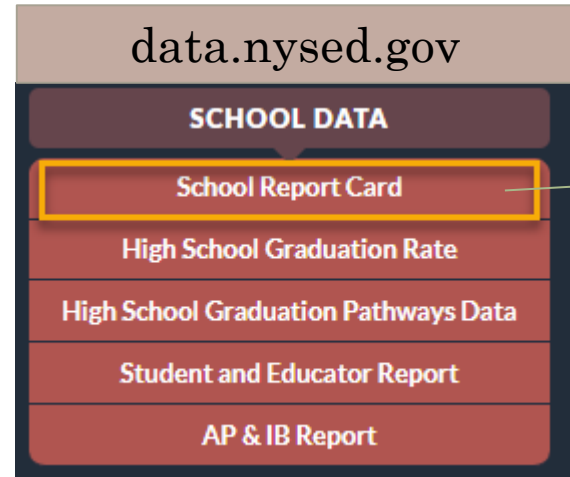 data.nysed.gov
SCHOOL DATA
School Report Card
High School Graduation Rate
High School Graduation Pathways Data
Student and Educator Report
AP & IB Report